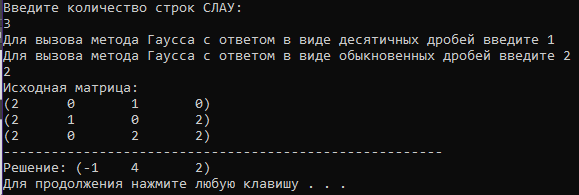 Введите количество строк СЛАУ:
3
Для вызова метода Гаусса с ответом в виде десятичных дробей введите 1
Для вызова метода Гаусса с ответом в виде обыкновенных дробей введите 2
2
Исходная матрица:
(2 0 1 0)
(2 1 0 2)
(2 0 2 2)
-------------------------------------------------------
Решение: (-1 4 2)
Для продолжения нажмите любую клавишу . . .